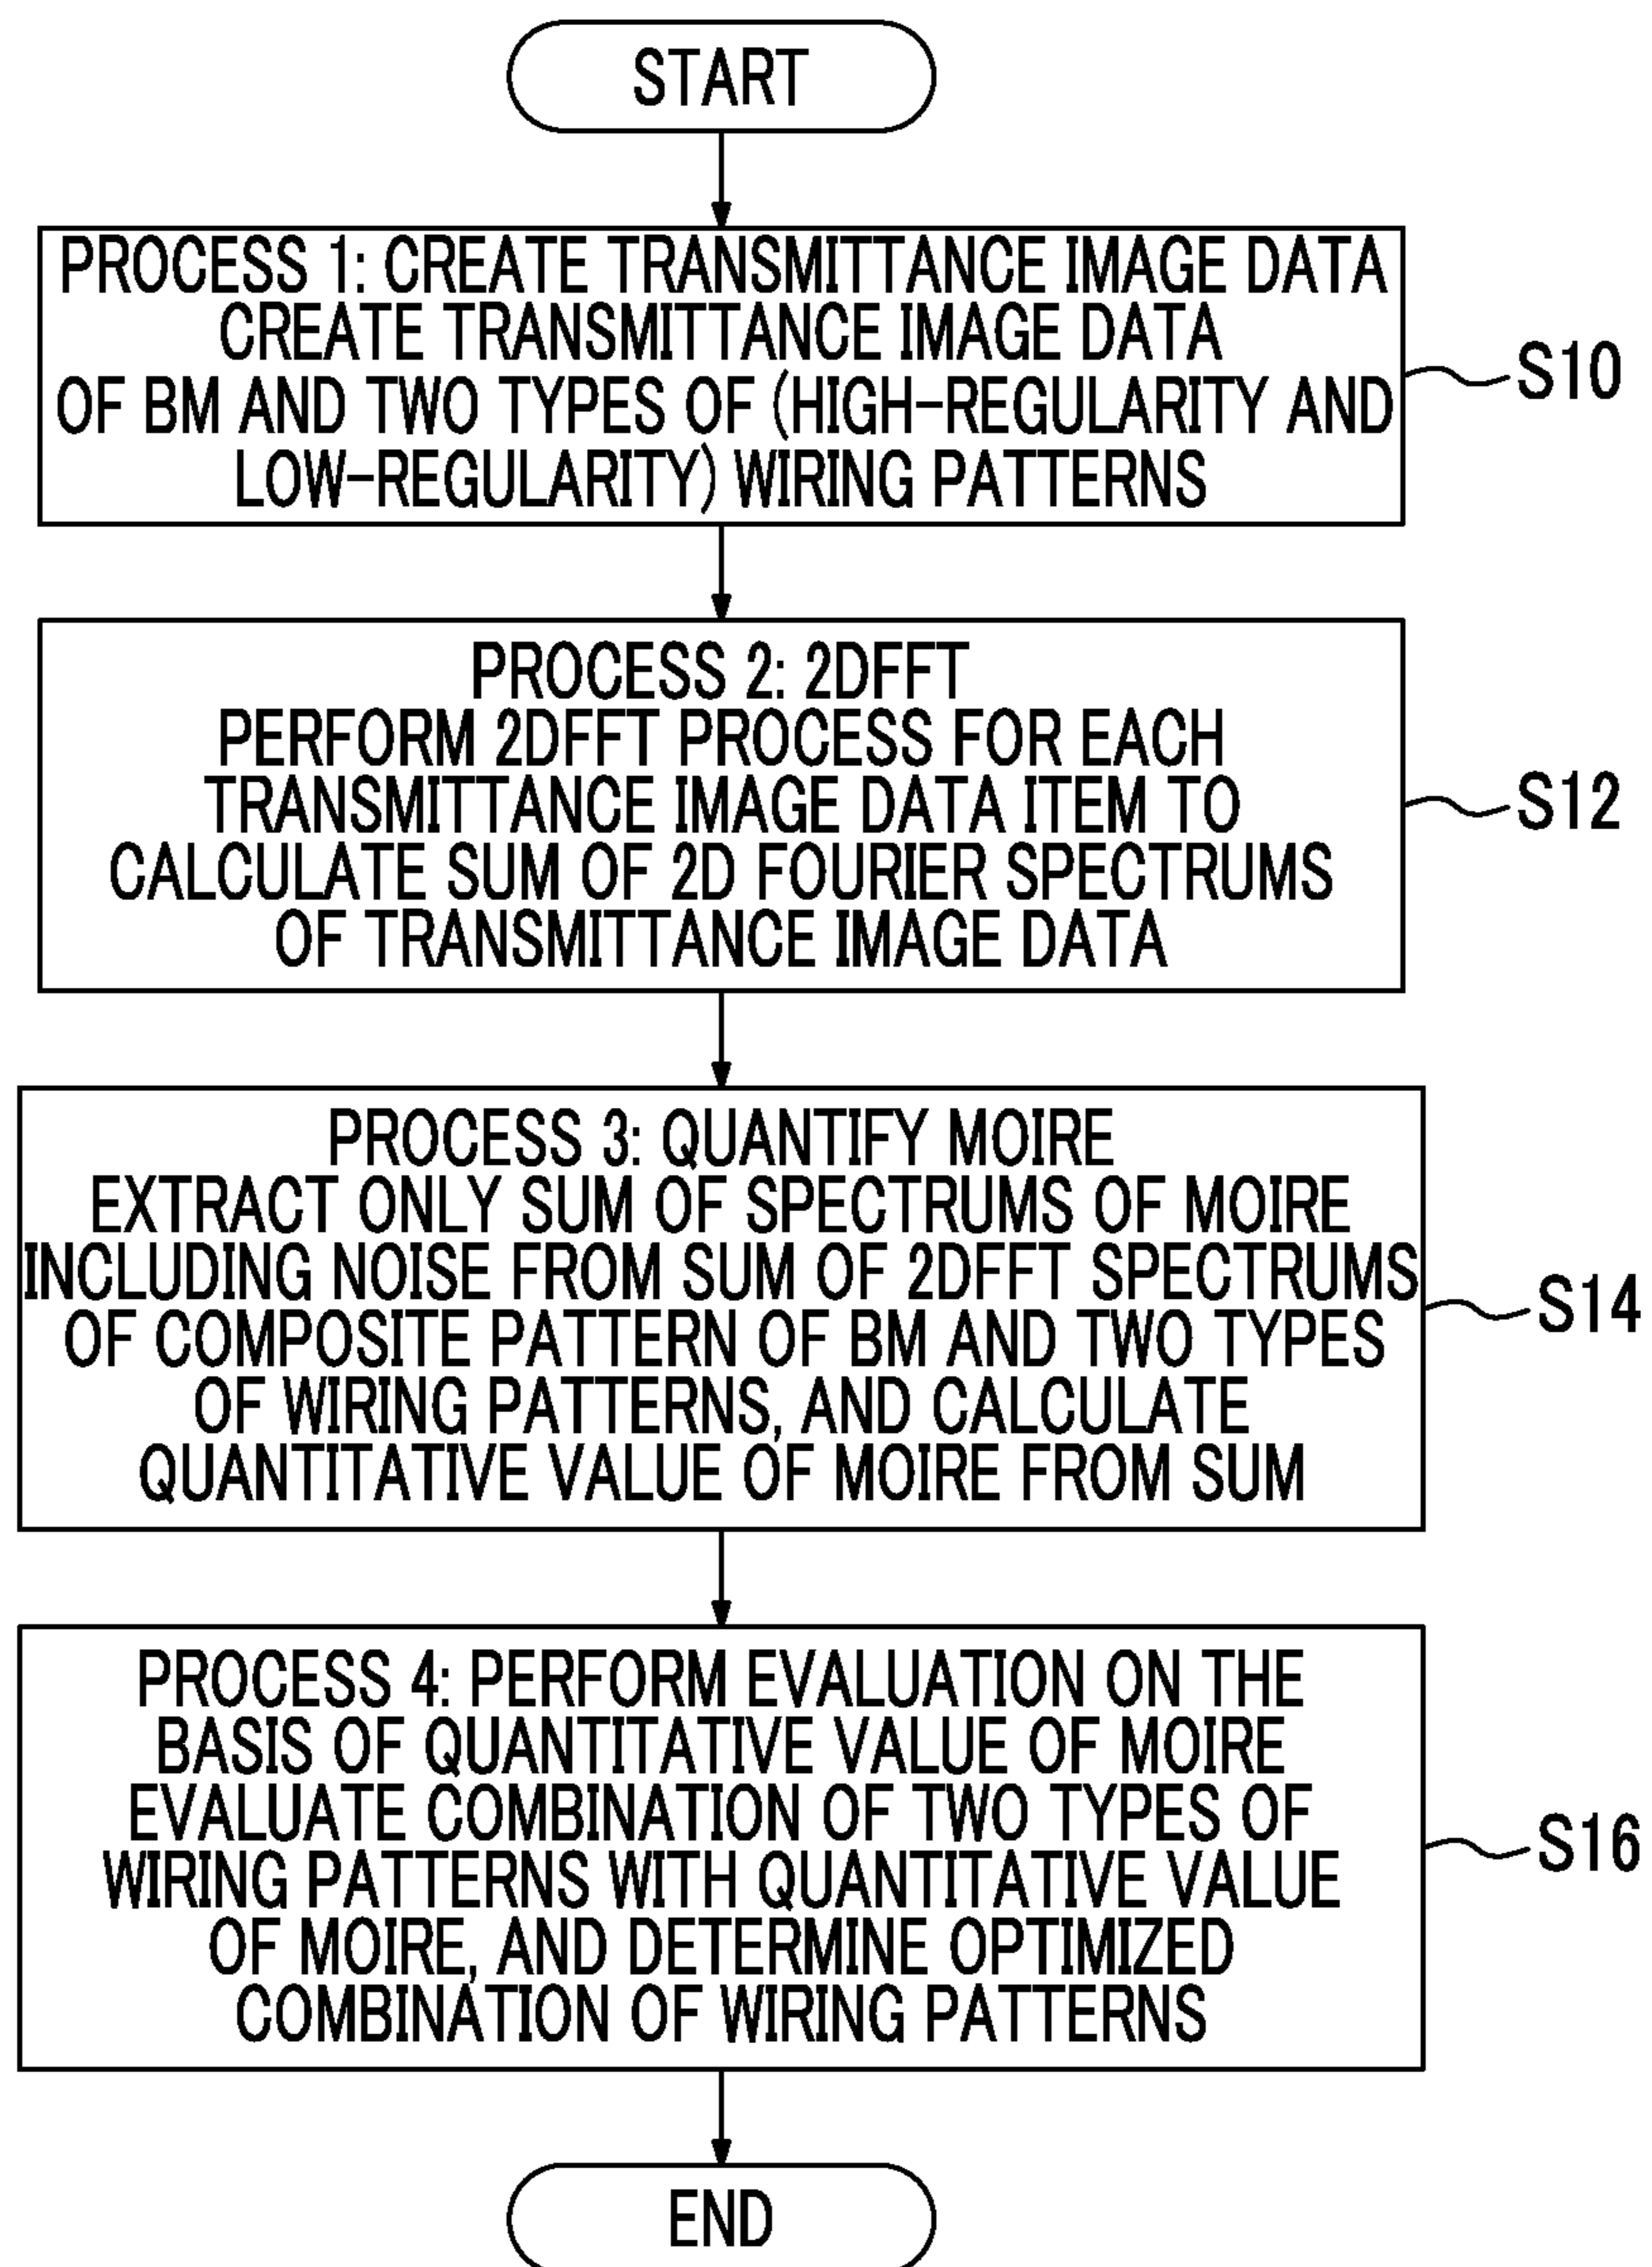 START
PROCESS 1: CREATE TRANSMITTANCE IMAGE DATA
CREATE TRANSMITTANCE IMAGE DATA
OF BM AND TWO TYPES OF (HIGH-REGULARITY AND
LOW-REGULARITY) WIRING PATTERNS
S10
PROCESS 2: 2DFFT
PERFORM 2DFFT PROCESS FOR EACH
TRANSMITTANCE IMAGE DATA ITEM TO
CALCULATE SUM OF 2D FOURIER SPECTRUMS
OF TRANSMITTANCE IMAGE DATA
S12
PROCESS 3: QUANTIFY MOIRE
EXTRACT ONLY SUM OF SPECTRUMS OF MOIRE
INCLUDING NOISE FROM SUM OF 2DFFT SPECTRUMS
OF COMPOSITE PATTERN OF BM AND TWO TYPES
OF WIRING PATTERNS, AND CALCULATE
QUANTITATIVE VALUE OF MOIRE FROM SUM
S14
PROCESS 4: PERFORM EVALUATION ON THE
BASIS OF QUANTITATIVE VALUE OF MOIRE
EVALUATE COMBINATION OF TWO TYPES OF
WIRING PATTERNS WITH QUANTITATIVE VALUE
OF MOIRE, AND DETERMINE OPTIMIZED
COMBINATION OF WIRING PATTERNS
S16
END